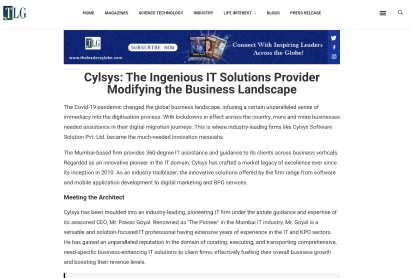 TLG
HOME MAGAZINES SCIENCE TECHNOLOGY INDUSTRY LIFE INTEREST BLOGS PRESS RELEASE
TLG
SUBSCRIBE NOW
Connect With Inspiring Leaders
Across the Globe!
www.theleadersglobe.com
Cylsys: The Ingenious IT Solutions Provider
Modifying the Business Landscape
The Covid-19 pandemic changed the global business landscape, infusing a certain unparalleled sense of
immediacy into the digitisation process. With lockdowns in effect across the country, more and more businesses
needed assistance in their digital migration journeys. This is where industry-leading firms like Cylsys Software
Solution Pvt. Ltd. became the much-needed innovation messiahs.
The Mumbai-based firm provides 360-degree IT assistance and guidance to its clients across business verticals.
Regarded as an innovative pioneer in the IT domain, Cylsys has crafted a market legacy of excellence ever since
its inception in 2010. As an industry trailblazer, the innovative solutions offered by the firm range from software
and mobile application development to digital marketing and BPO services.
Meeting the Architect
Cylsys has been moulded into an industry-leading, pioneering IT firm under the astute guidance and expertise of
its seasoned CEO, Mr. Pawas Goyal. Renowned as 'The Pioneer' in the Mumbai IT industry, Mr. Goyal is a
versatile and solution-focused IT professional having extensive years of experience in the IT and KPO sectors.
He has gained an unparalleled reputation in the domain of curating, executing, and transporting comprehensive,
need-specific business-enhancing IT solutions to client firms, effectively fuelling their overall business growth
and boosting their revenue levels.